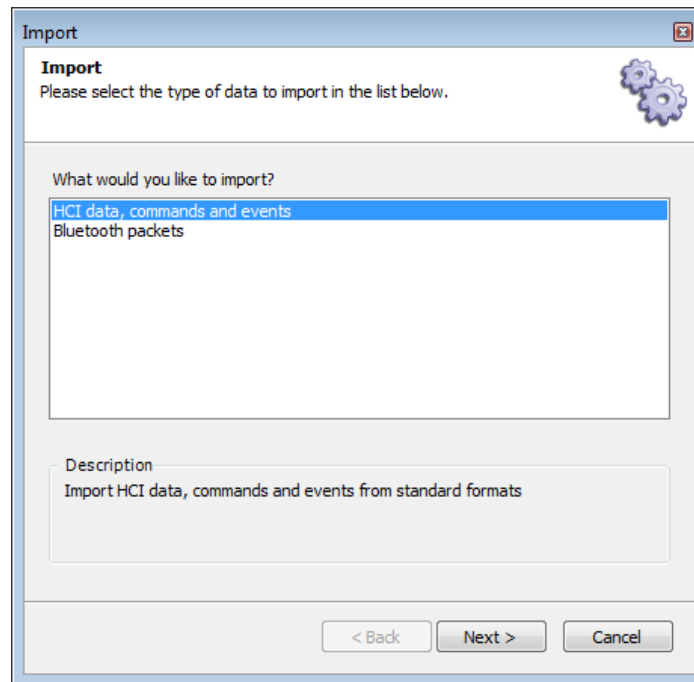 Import
Import
Please select the type of data to import in the list below.
What would you like to import?
HCI data, commands and events
Bluetooth packets
Description
Import HCI data, commands and events from standard formats
< Back Next > Cancel